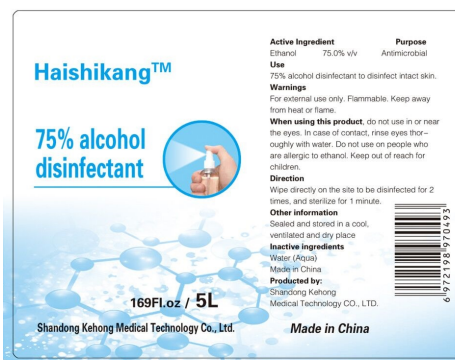 Haishikang™
75% alcohol
disinfectant
169Fl.oz / 5L
Shandong Kehong Medical Technology Co., Ltd.
Active Ingredient Purpose
Ethanol 75.0% v/v Antimicrobial
Use
75% alcohol disinfectant to disinfect intact skin.
Warnings
For external use only. Flammable. Keep away
from heat or flame.
When using this product, do not use in or near
the eyes. In case of contact, rinse eyes thor–
oughly with water. Do not use on people who
are allergic to ethanol. Keep out of reach for
children.
Direction
Wipe directly on the site to be disinfected for 2
times, and sterilize for 1 minute.
Other information
Sealed and stored in a cool,
ventilated and dry place
Inactive ingredients
Water (Aqua)
Made in China
Producted by:
Shandong Kehong
Medical Technology CO., LTD.
Made in China
6 972198 970493